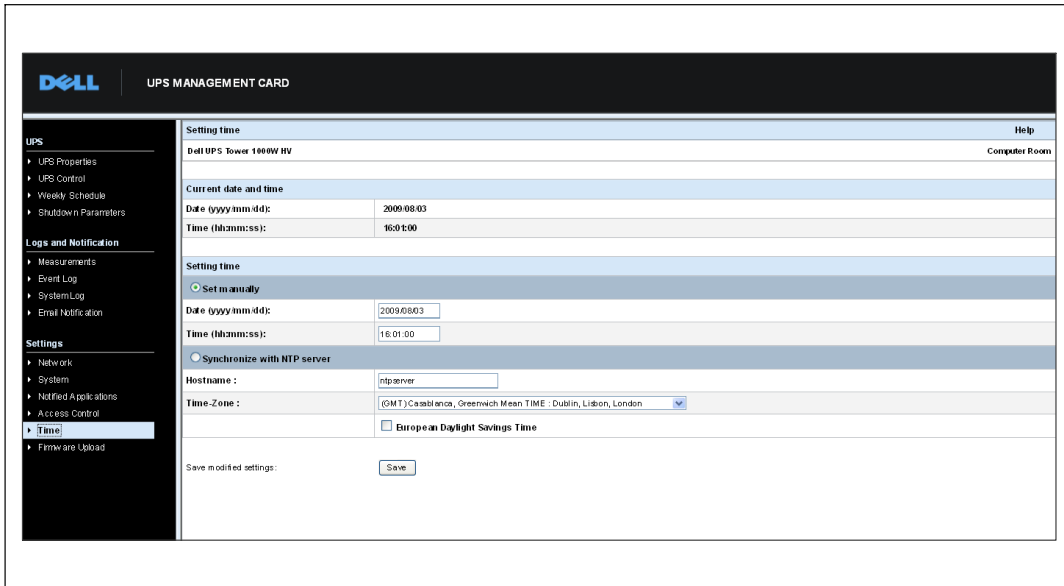 DELL
UPS MANAGEMENT CARD
UPS
UPS Properties
UPS Control
Weekly Schedule
Shutdown Parameters
Logs and Notification
Measurements
Event Log
System Log
Email Notification
Settings
Network
System
Notified Applications
Access Control
Time
Firmware Upload
Setting time Help
Dell UPS Tower 1000W HV Computer Room
Current date and time
Date (yyyy/mm/dd): 2009/08/03
Time (hh:mm:ss): 16:01:00
Setting time
Set manually
Date (yyyy/mm/dd): 2009/08/03
Time (hh:mm:ss): 16:01:00
Synchronize with NTP server
Hostname : ntpserver
Time-Zone : (GMT) Casablanca, Greenwich Mean TIME : Dublin, Lisbon, London
European Daylight Savings Time
Save modified settings: Save